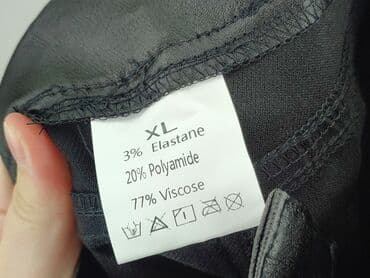 XL
3% Elastane
20% Polyamide
77% Viscose